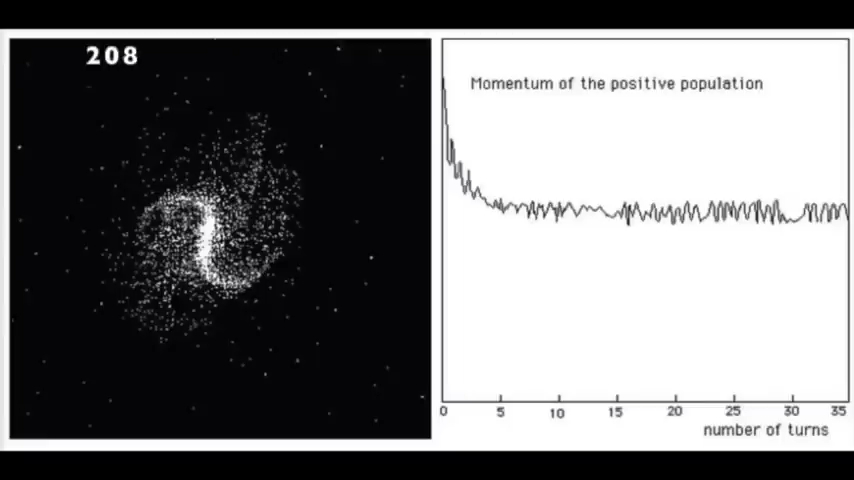 208
Momentum of the positive population
0 5 10 15 20 25 30 35
number of turns